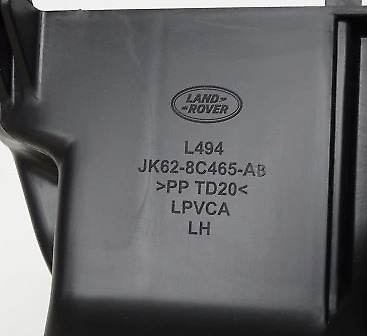 LAND-
-ROVER
L494
JK62-8C465-AB
>PP TD20<
LPVCA
LH